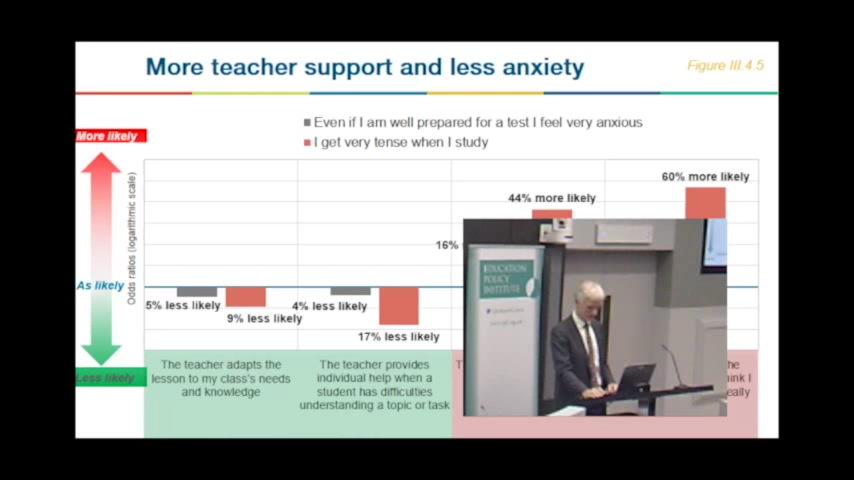 More teacher support and less anxiety
Figure III.4.5
Even if I am well prepared for a test I feel very anxious
I get very tense when I study
More likely
As likely
Less likely
Odds ratios (logarithmic scale)
5% less likely
9% less likely
4% less likely
17% less likely
16%
44% more likely
60% more likely
The teacher adapts the
lesson to my class's needs
and knowledge
The teacher provides
individual help when a
student has difficulties
understanding a topic or task
EDUCATION
POLICY
INSTITUTE